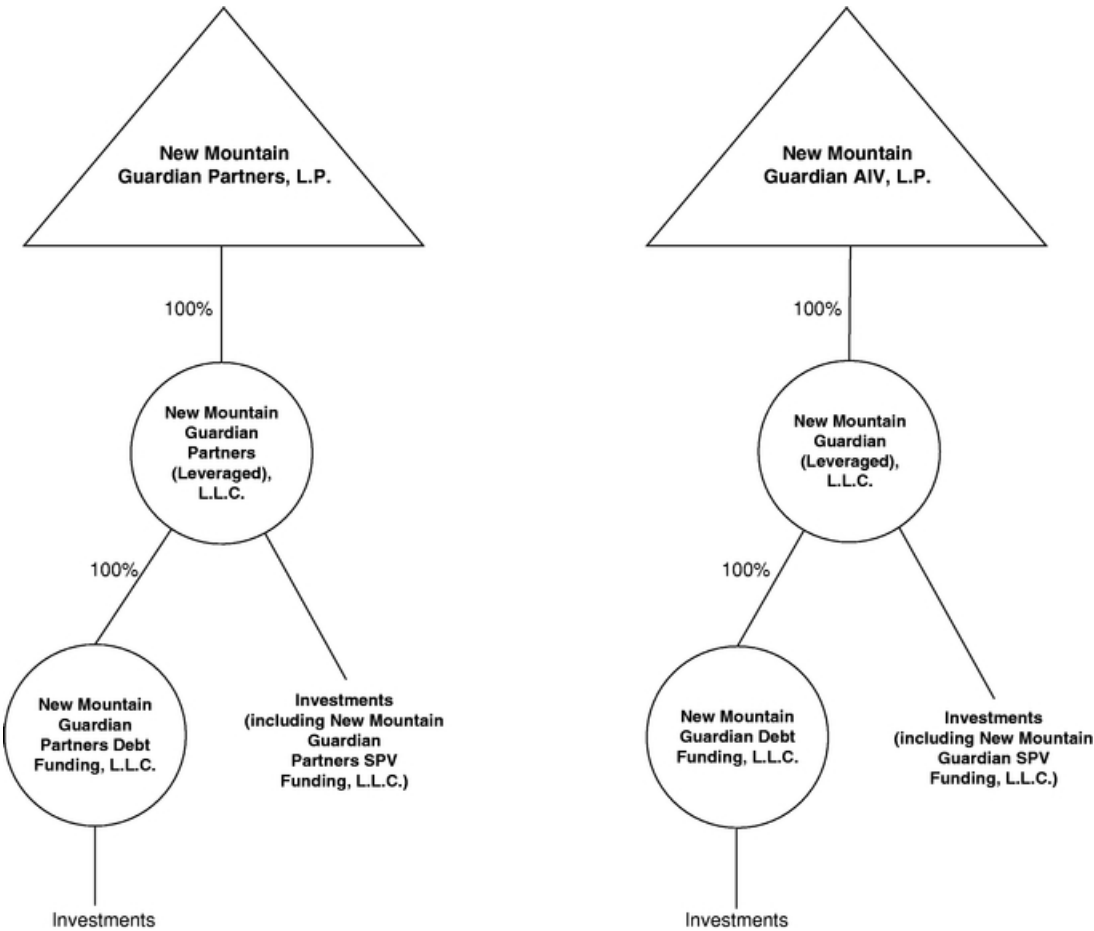 New Mountain
Guardian Partners, L.P.
100%
New Mountain
Guardian
Partners
(Leveraged),
L.L.C.
100%
New Mountain
Guardian
Partners Debt
Funding, L.L.C.
Investments
(including New Mountain
Guardian
Partners SPV
Funding, L.L.C.)
Investments
New Mountain
Guardian AIV, L.P.
100%
New Mountain
Guardian
(Leveraged),
L.L.C.
100%
New Mountain
Guardian Debt
Funding, L.L.C.
Investments
(including New Mountain
Guardian SPV
Funding, L.L.C.)
Investments